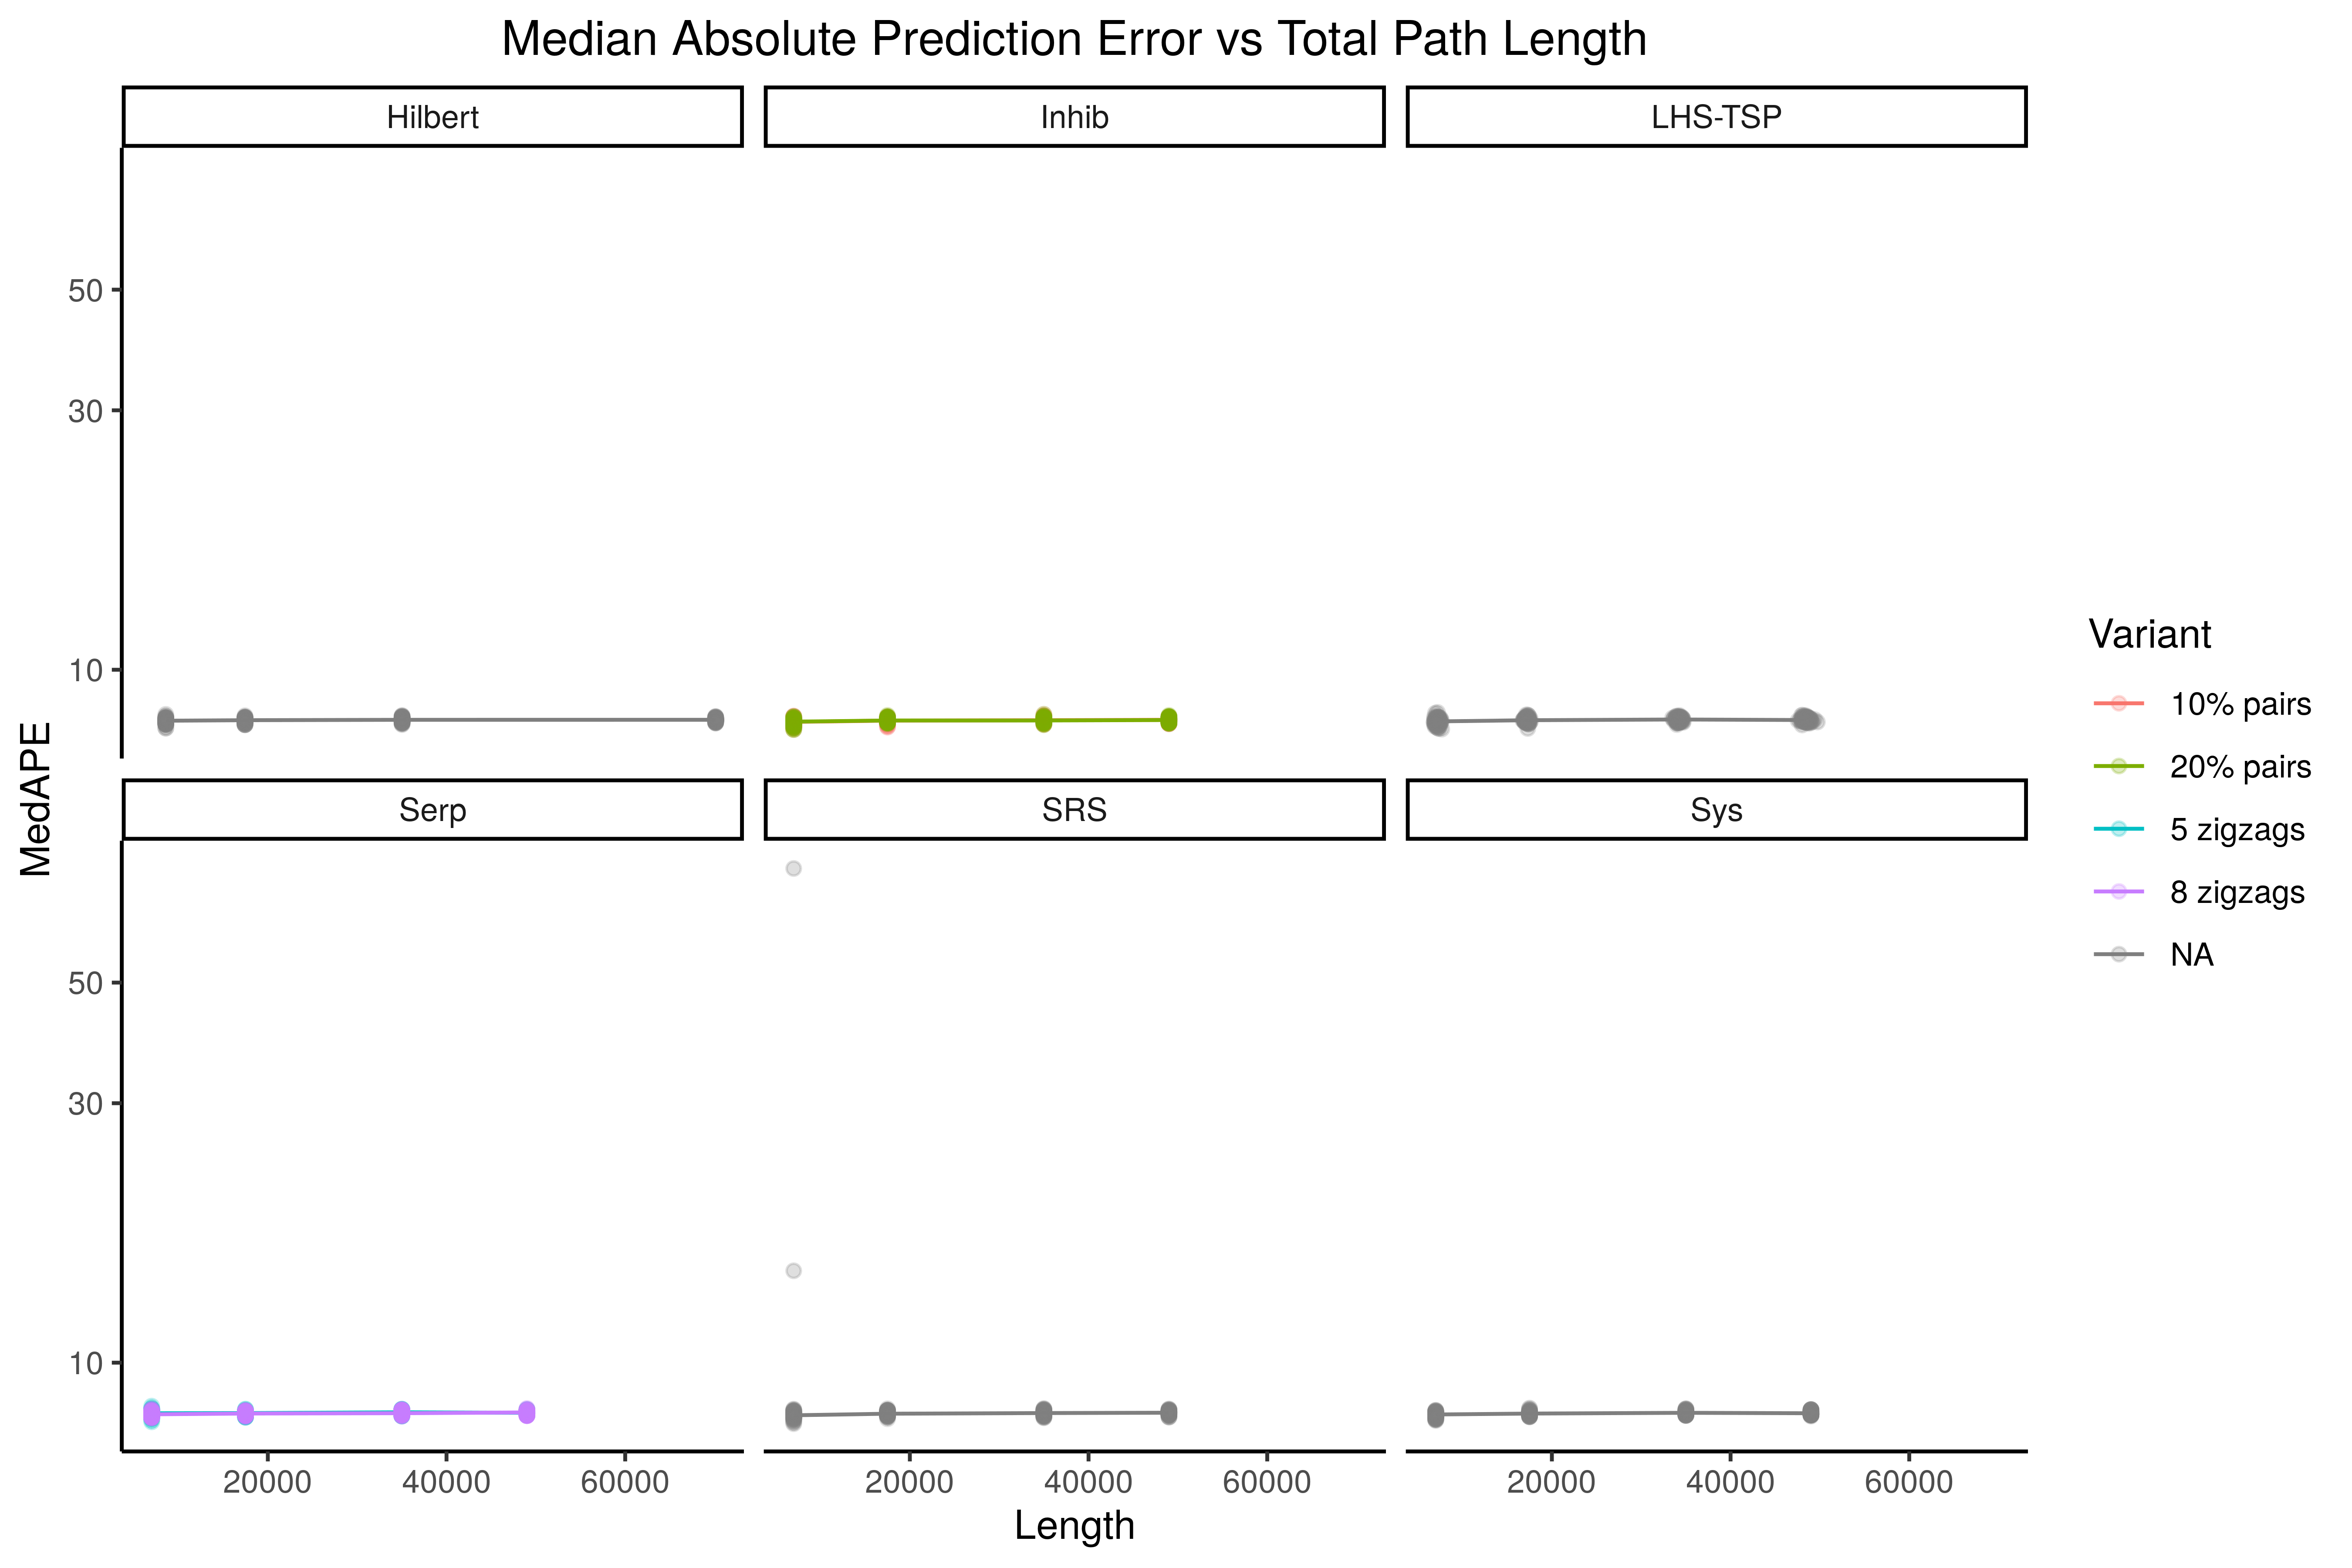 Median Absolute Prediction Error vs Total Path Length
Hilbert
Inhib
LHS-TSP
50
30
10
Serp
SRS
Sys
50
30
10
MedAPE
20000
40000
60000
20000
40000
60000
20000
40000
60000
Length
Variant
10% pairs
20% pairs
5 zigzags
8 zigzags
NA